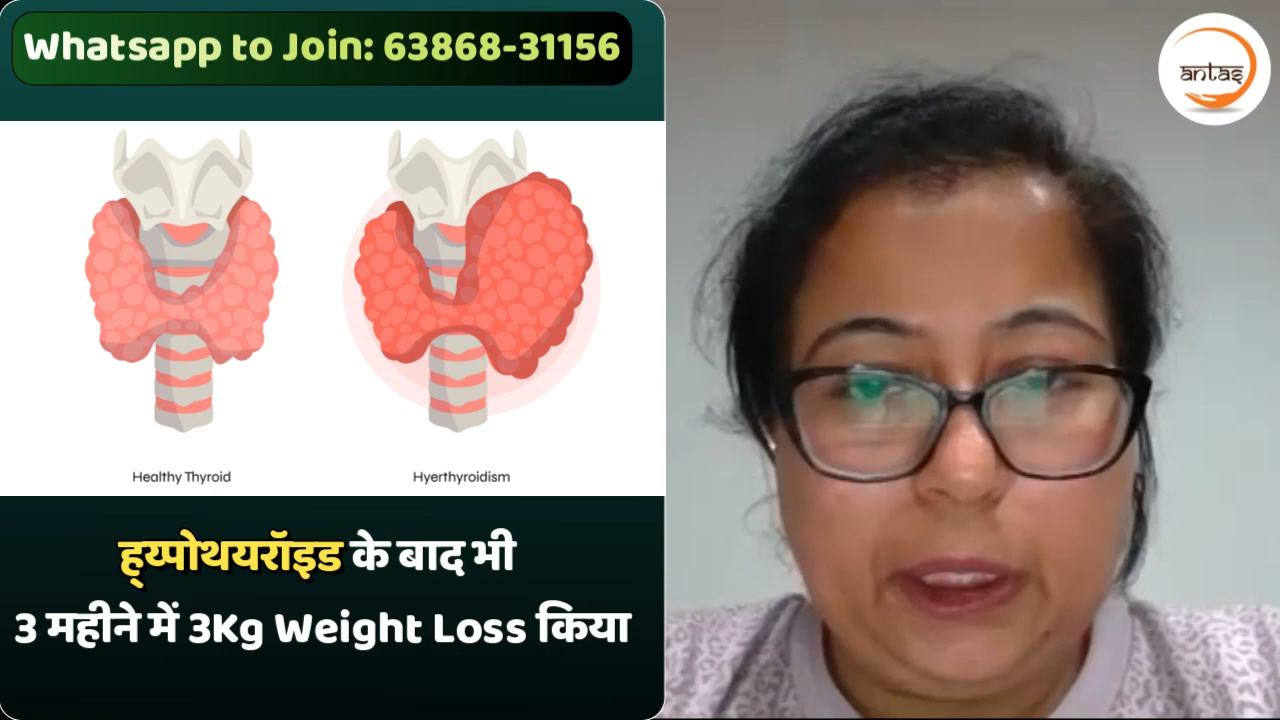 Whatsapp to Join: 63868-31156
antas
Healthy Thyroid
Hyerthyroidism
ह्य्पोथयरॉइड के बाद भी
3 महीने में 3Kg Weight Loss किया